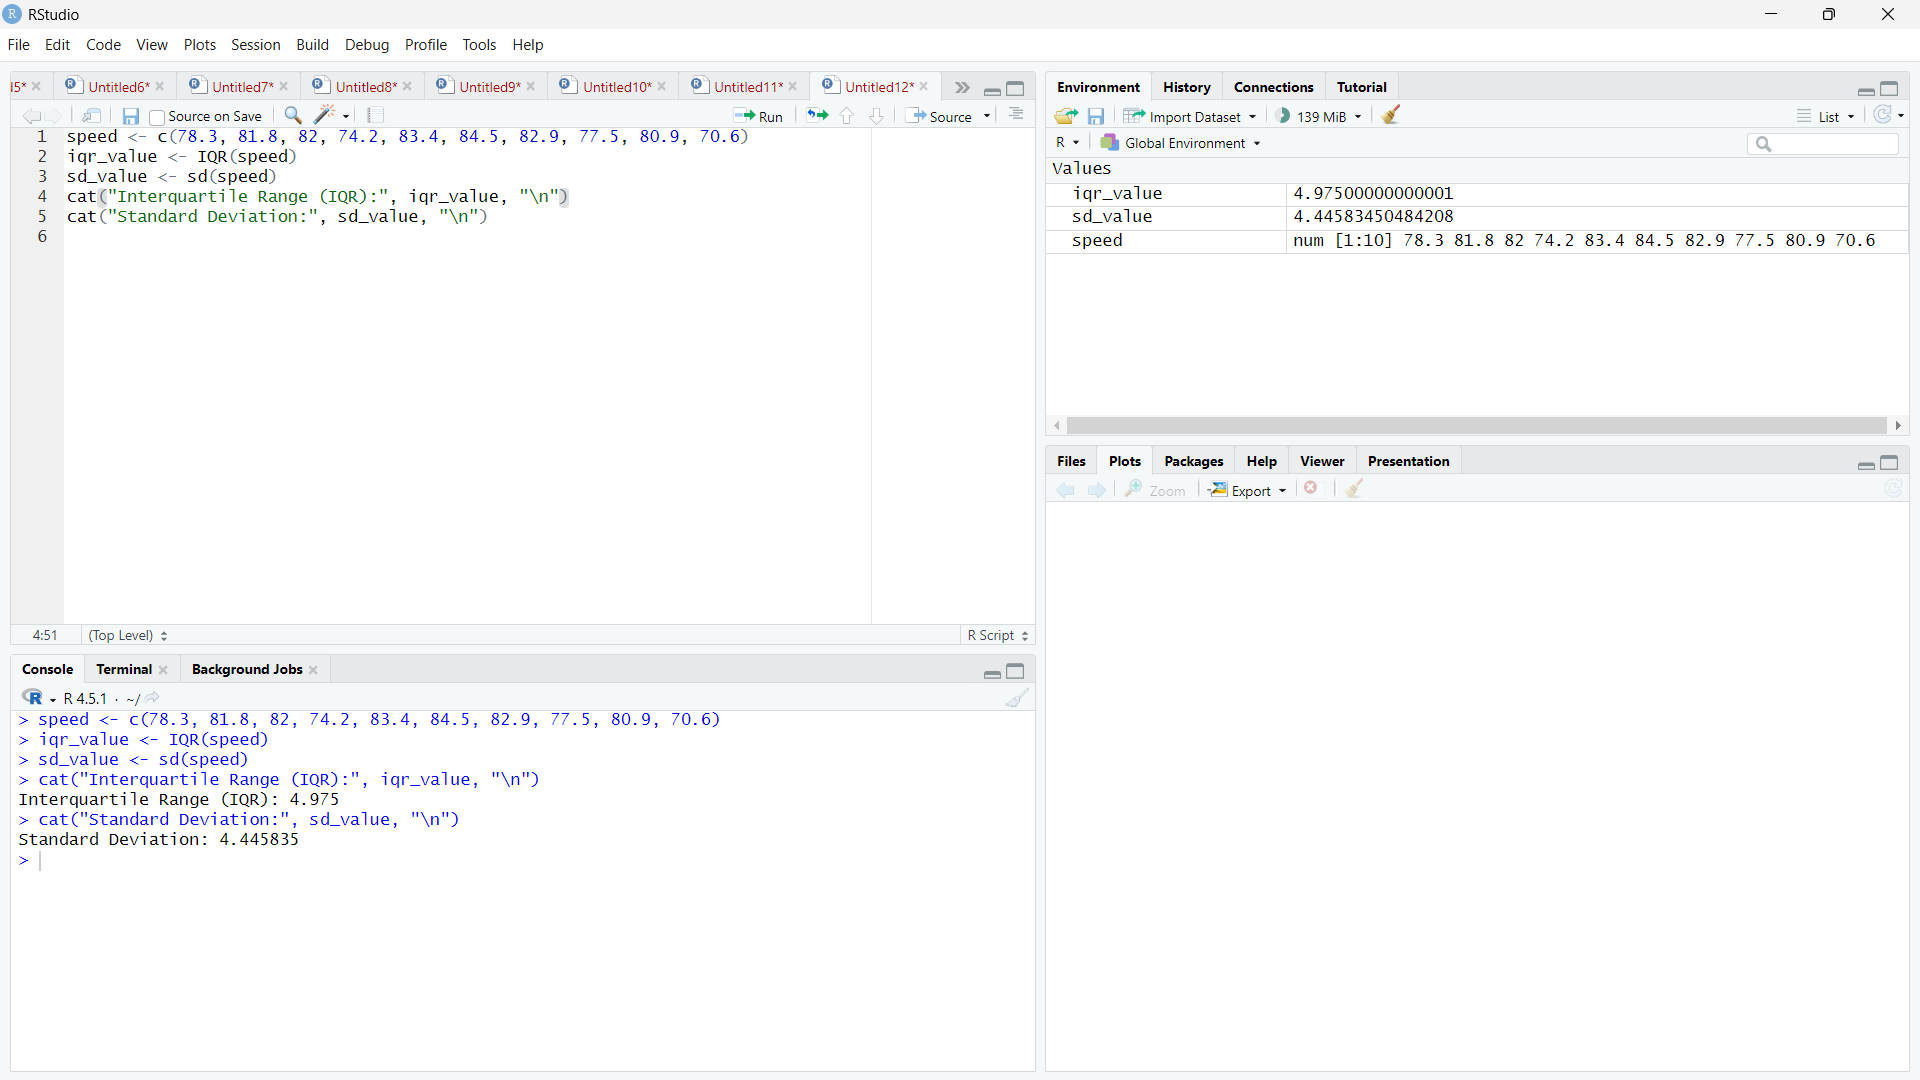 RStudio
File Edit Code View Plots Session Build Debug Profile Tools Help
5* Untitled6* Untitled7* Untitled8* Untitled9* Untitled10* Untitled11* Untitled12*
Source on Save Run Source
1 speed <- c(78.3, 81.8, 82, 74.2, 83.4, 84.5, 82.9, 77.5, 80.9, 70.6)
2 iqr_value <- IQR(speed)
3 sd_value <- sd(speed)
4 cat("Interquartile Range (IQR):", iqr_value, "\n")
5 cat("Standard Deviation:", sd_value, "\n")
6
4:51 (Top Level) R Script
Console Terminal Background Jobs
R 4.5.1 · ~/
> speed <- c(78.3, 81.8, 82, 74.2, 83.4, 84.5, 82.9, 77.5, 80.9, 70.6)
> iqr_value <- IQR(speed)
> sd_value <- sd(speed)
> cat("Interquartile Range (IQR):", iqr_value, "\n")
Interquartile Range (IQR): 4.975
> cat("Standard Deviation:", sd_value, "\n")
Standard Deviation: 4.445835
>
Environment History Connections Tutorial
Import Dataset 139 MiB List
R Global Environment
Values
iqr_value 4.97500000000001
sd_value 4.44583450484208
speed num [1:10] 78.3 81.8 82 74.2 83.4 84.5 82.9 77.5 80.9 70.6
Files Plots Packages Help Viewer Presentation
Zoom Export